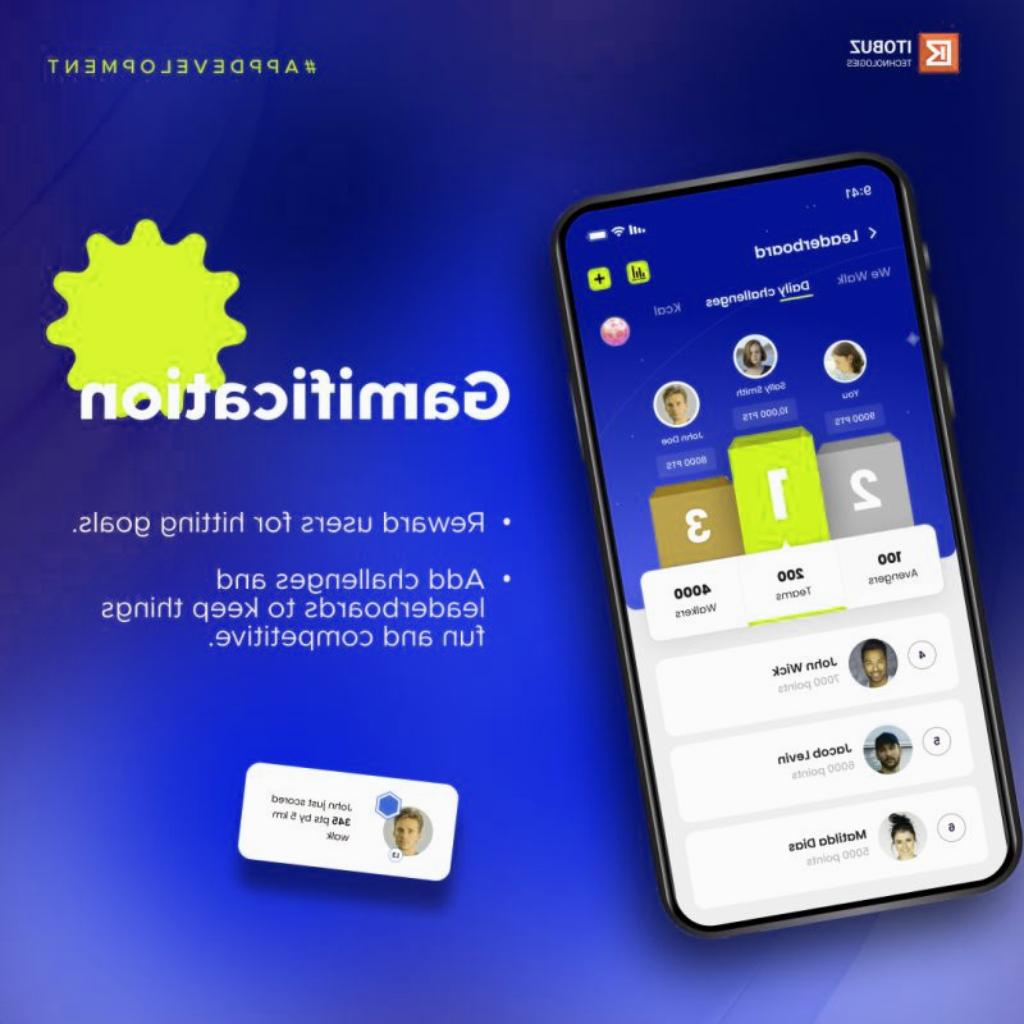 #APPDEVELOPMENT
ITOBUZ
TECHNOLOGIES
Gamification
• Reward users for hitting goals.
• Add challenges and
leaderboards to keep things
fun and competitive.
John just scored
345 pts by 5 km
walk
L3
9:41
< Leaderboard
We Walk Daily challenges Kcal
You
9000 PTS
Sally Smith
10,000 PTS
John Doe
8000 PTS
2 1 3
100 200 4000
Avengers Teams Walkers
4
John Wick
7000 points
5
Jacob Levin
6000 points
6
Matilda Dias
5000 points